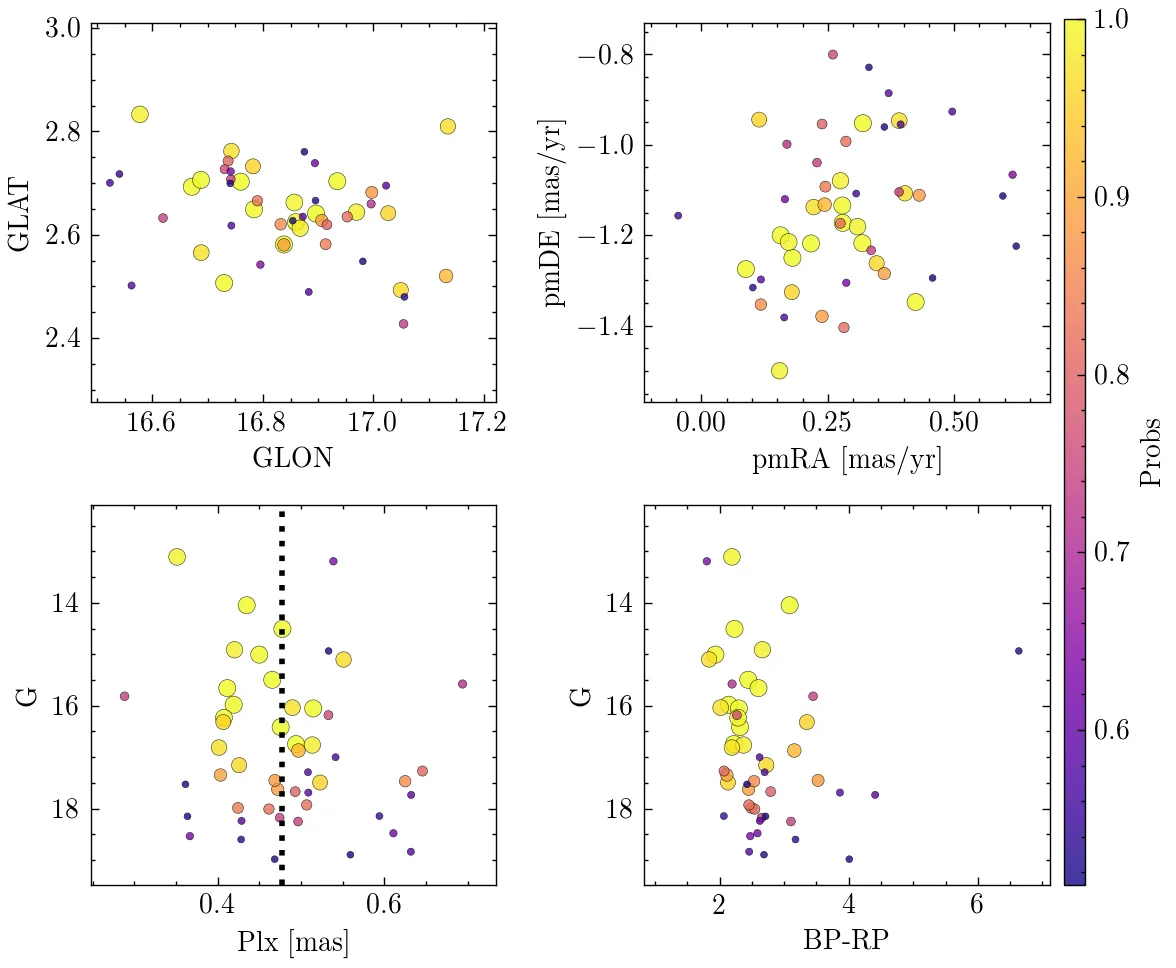 3.0
2.8
2.6
2.4
GLAT
16.6 16.8 17.0 17.2
GLON
−0.8
−1.0
−1.2
−1.4
pmDE [mas/yr]
0.00 0.25 0.50
pmRA [mas/yr]
14
16
18
G
0.4 0.6
Plx [mas]
14
16
18
G
2 4 6
BP-RP
1.0
0.9
0.8
0.7
0.6
Probs